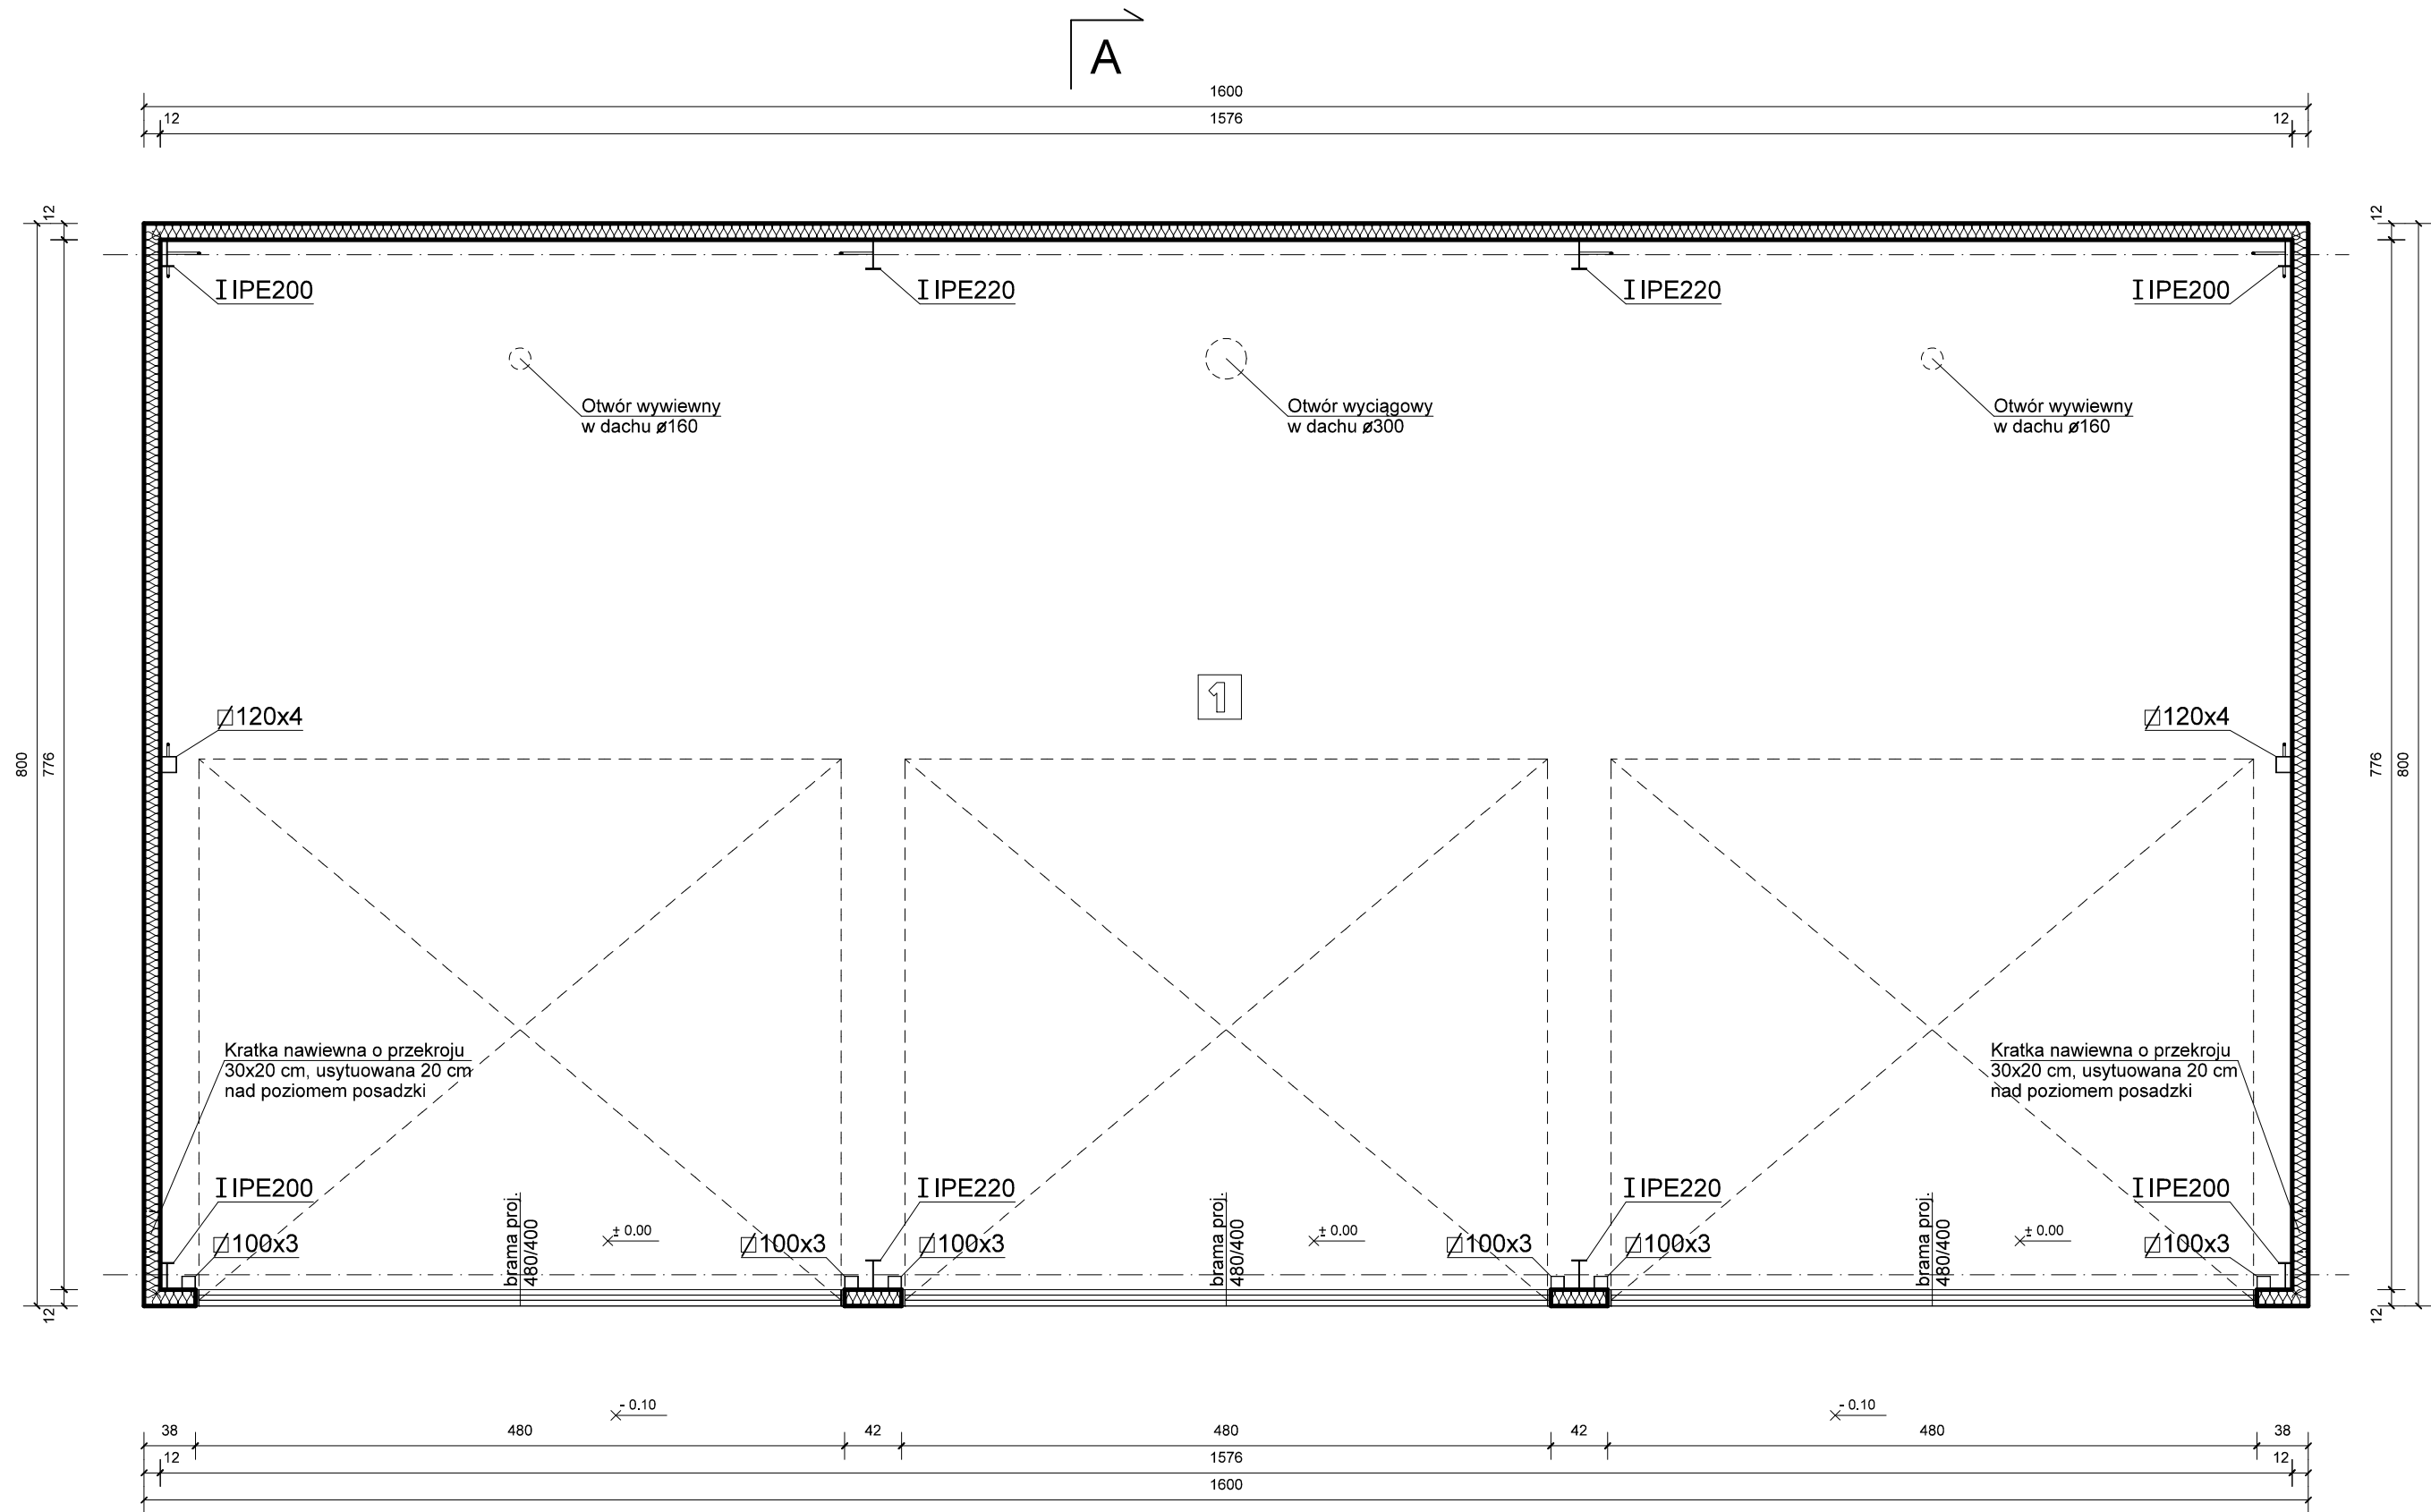 A
1600
12 1576 12
12 12
I IPE200 I IPE220 I IPE220 I IPE200
Otwór wywiewny
w dachu ø160
Otwór wyciągowy
w dachu ø300
Otwór wywiewny
w dachu ø160
1
120x4 120x4
800 776 776 800
Kratka nawiewna o przekroju
30x20 cm, usytuowana 20 cm
nad poziomem posadzki
Kratka nawiewna o przekroju
30x20 cm, usytuowana 20 cm
nad poziomem posadzki
I IPE200 I IPE220 I IPE220 I IPE200
brama proj.
480/400
brama proj.
480/400
brama proj.
480/400
± 0.00 ± 0.00 ± 0.00
100x3 100x3 100x3 100x3 100x3 100x3
12 12
- 0.10 - 0.10
38 480 42 480 42 480 38
12 1576 12
1600